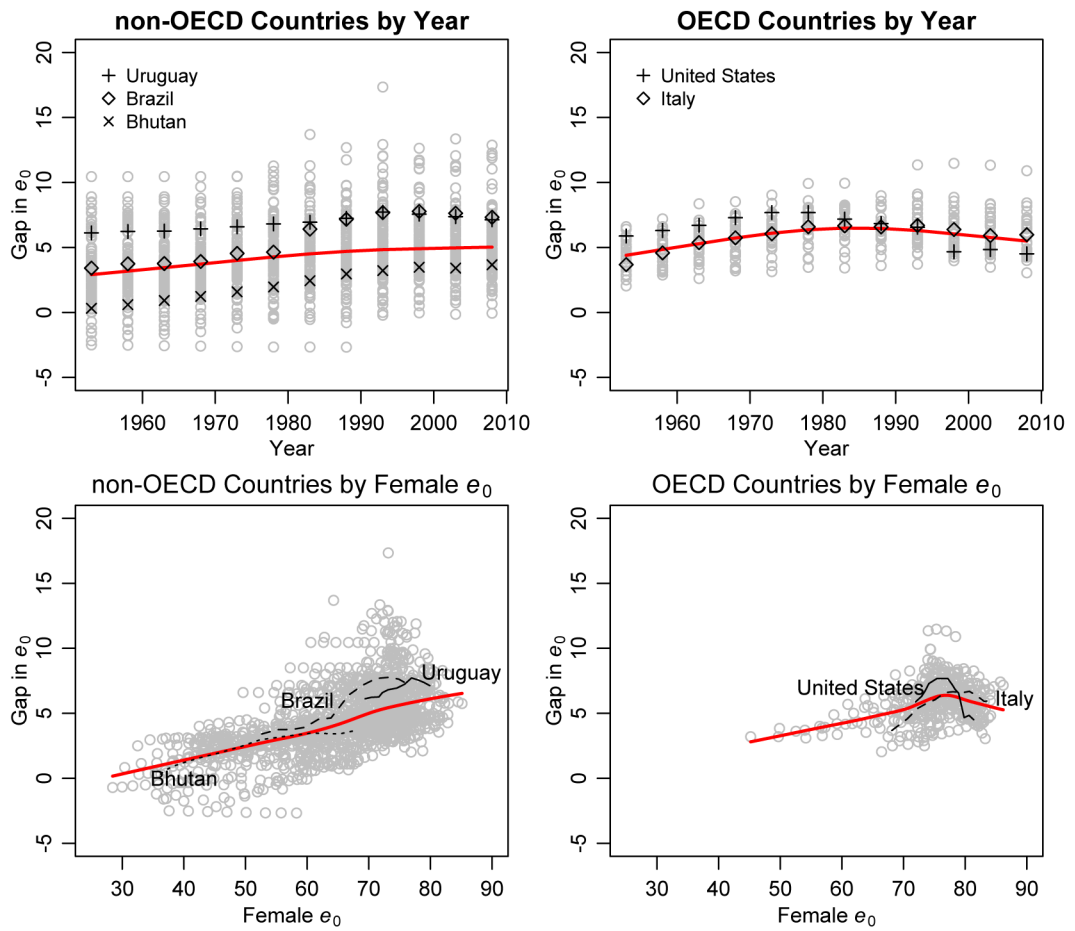 non-OECD Countries by Year
Gap in e0
20
15
10
5
0
-5
Uruguay
Brazil
Bhutan
1960 1970 1980 1990 2000 2010
Year
OECD Countries by Year
Gap in e0
20
15
10
5
0
-5
United States
Italy
1960 1970 1980 1990 2000 2010
Year
non-OECD Countries by Female e0
Gap in e0
20
15
10
5
0
-5
Uruguay
Brazil
Bhutan
30 40 50 60 70 80 90
Female e0
OECD Countries by Female e0
Gap in e0
20
15
10
5
0
-5
United States
Italy
30 40 50 60 70 80 90
Female e0